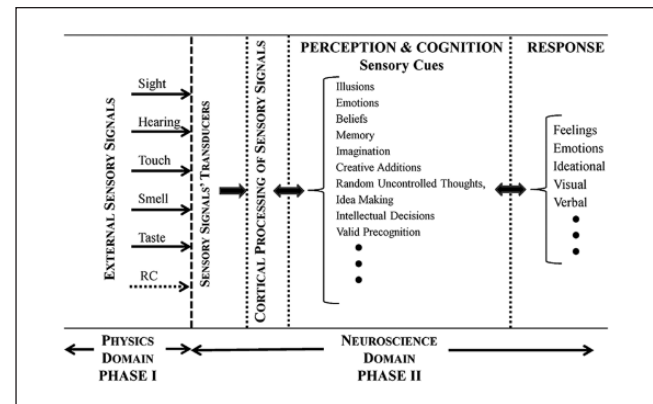 EXTERNAL SENSORY SIGNALS
Sight
Hearing
Touch
Smell
Taste
RC
SENSORY SIGNALS' TRANSDUCERS
CORTICAL PROCESSING OF SENSORY SIGNALS
PERCEPTION & COGNITION
Sensory Cues
Illusions
Emotions
Beliefs
Memory
Imagination
Creative Additions
Random Uncontrolled Thoughts,
Idea Making
Intellectual Decisions
Valid Precognition
RESPONSE
Feelings
Emotions
Ideational
Visual
Verbal
PHYSICS
DOMAIN
PHASE I
NEUROSCIENCE
DOMAIN
PHASE II